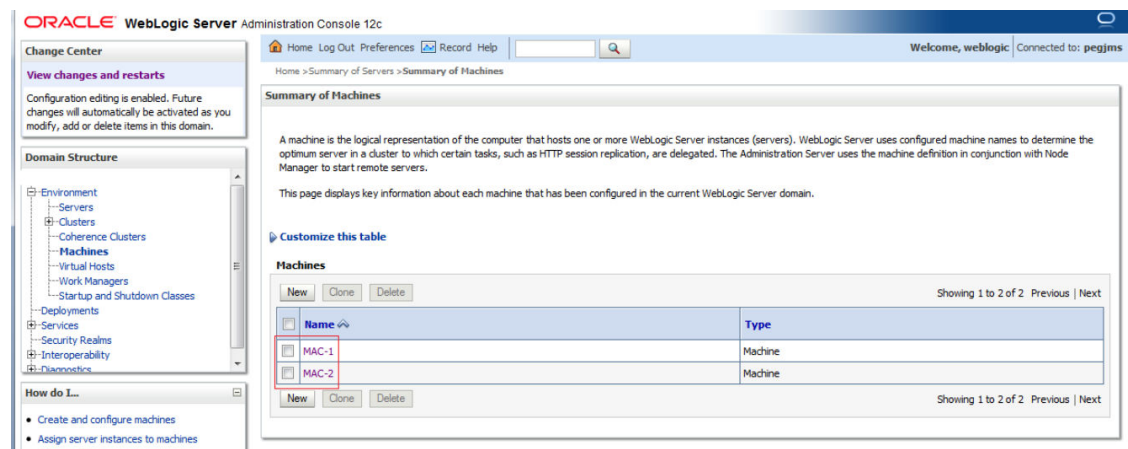 ORACLE WebLogic Server Administration Console 12c
Change Center
View changes and restarts
Configuration editing is enabled. Future
changes will automatically be activated as you
modify, add or delete items in this domain.
Domain Structure
Environment
Servers
Clusters
Coherence Clusters
Machines
Virtual Hosts
Work Managers
Startup and Shutdown Classes
Deployments
Services
Security Realms
Interoperability
Diagnostics
How do I...
Create and configure machines
Assign server instances to machines
Home Log Out Preferences Record Help
Welcome, weblogic Connected to: pegjms
Home >Summary of Servers >Summary of Machines
Summary of Machines
A machine is the logical representation of the computer that hosts one or more WebLogic Server instances (servers). WebLogic Server uses configured machine names to determine the
optimum server in a cluster to which certain tasks, such as HTTP session replication, are delegated. The Administration Server uses the machine definition in conjunction with Node
Manager to start remote servers.
This page displays key information about each machine that has been configured in the current WebLogic Server domain.
Customize this table
Machines
New Clone Delete Showing 1 to 2 of 2 Previous | Next
Name Type
MAC-1 Machine
MAC-2 Machine
New Clone Delete Showing 1 to 2 of 2 Previous | Next